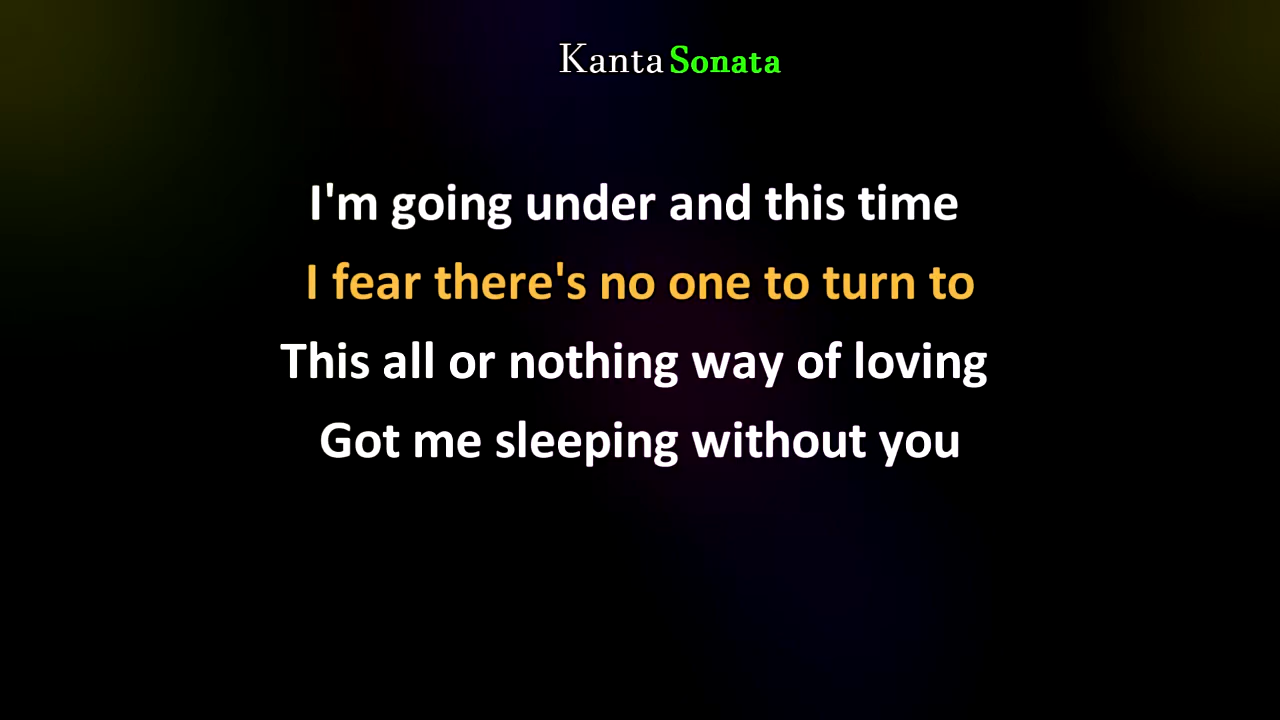 Kanta Sonata
I'm going under and this time
I fear there's no one to turn to
This all or nothing way of loving
Got me sleeping without you